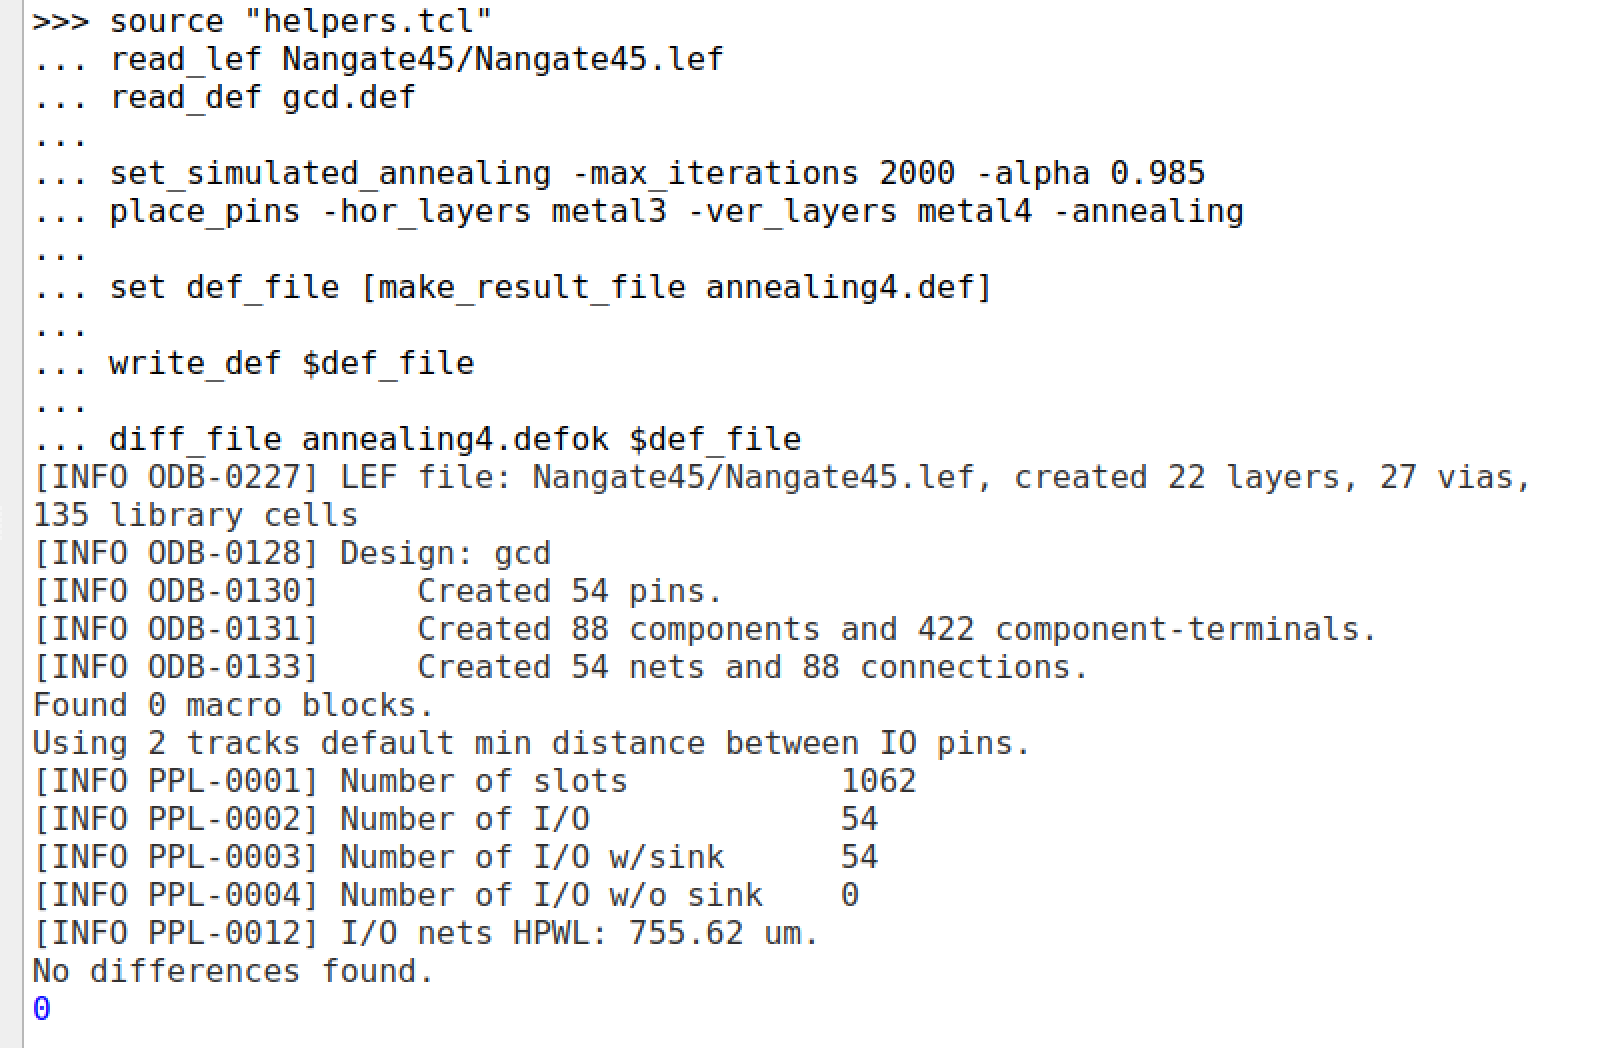 >>> source "helpers.tcl"
... read_lef Nangate45/Nangate45.lef
... read_def gcd.def
...
... set_simulated_annealing -max_iterations 2000 -alpha 0.985
... place_pins -hor_layers metal3 -ver_layers metal4 -annealing
...
... set def_file [make_result_file annealing4.def]
...
... write_def $def_file
...
... diff_file annealing4.defok $def_file
[INFO ODB-0227] LEF file: Nangate45/Nangate45.lef, created 22 layers, 27 vias,
135 library cells
[INFO ODB-0128] Design: gcd
[INFO ODB-0130]     Created 54 pins.
[INFO ODB-0131]     Created 88 components and 422 component-terminals.
[INFO ODB-0133]     Created 54 nets and 88 connections.
Found 0 macro blocks.
Using 2 tracks default min distance between IO pins.
[INFO PPL-0001] Number of slots           1062
[INFO PPL-0002] Number of I/O             54
[INFO PPL-0003] Number of I/O w/sink      54
[INFO PPL-0004] Number of I/O w/o sink    0
[INFO PPL-0012] I/O nets HPWL: 755.62 um.
No differences found.
0